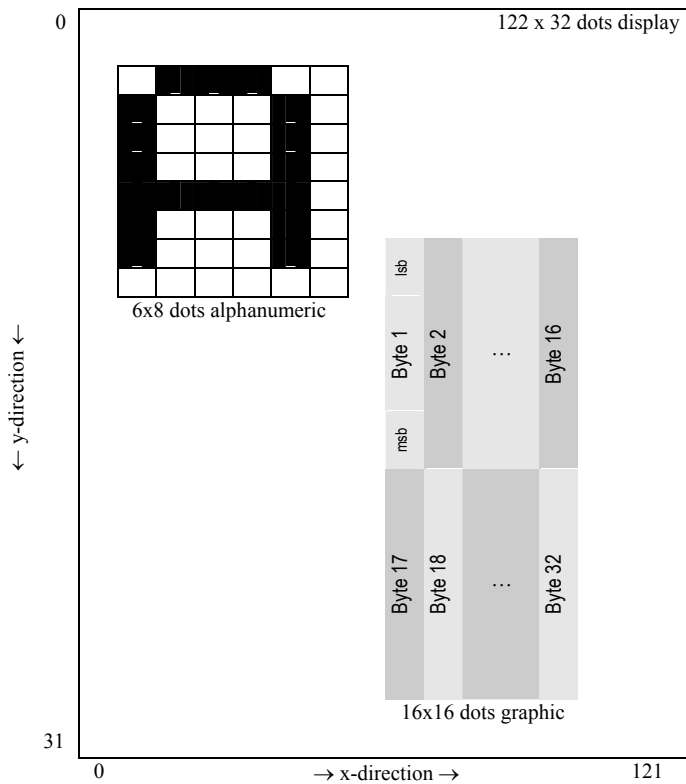 0
122 x 32 dots display
6x8 dots alphanumeric
← y-direction ←
lsb
Byte 1
msb
Byte 2
...
Byte 16
Byte 17
Byte 18
...
Byte 32
16x16 dots graphic
31
0
→ x-direction →
121